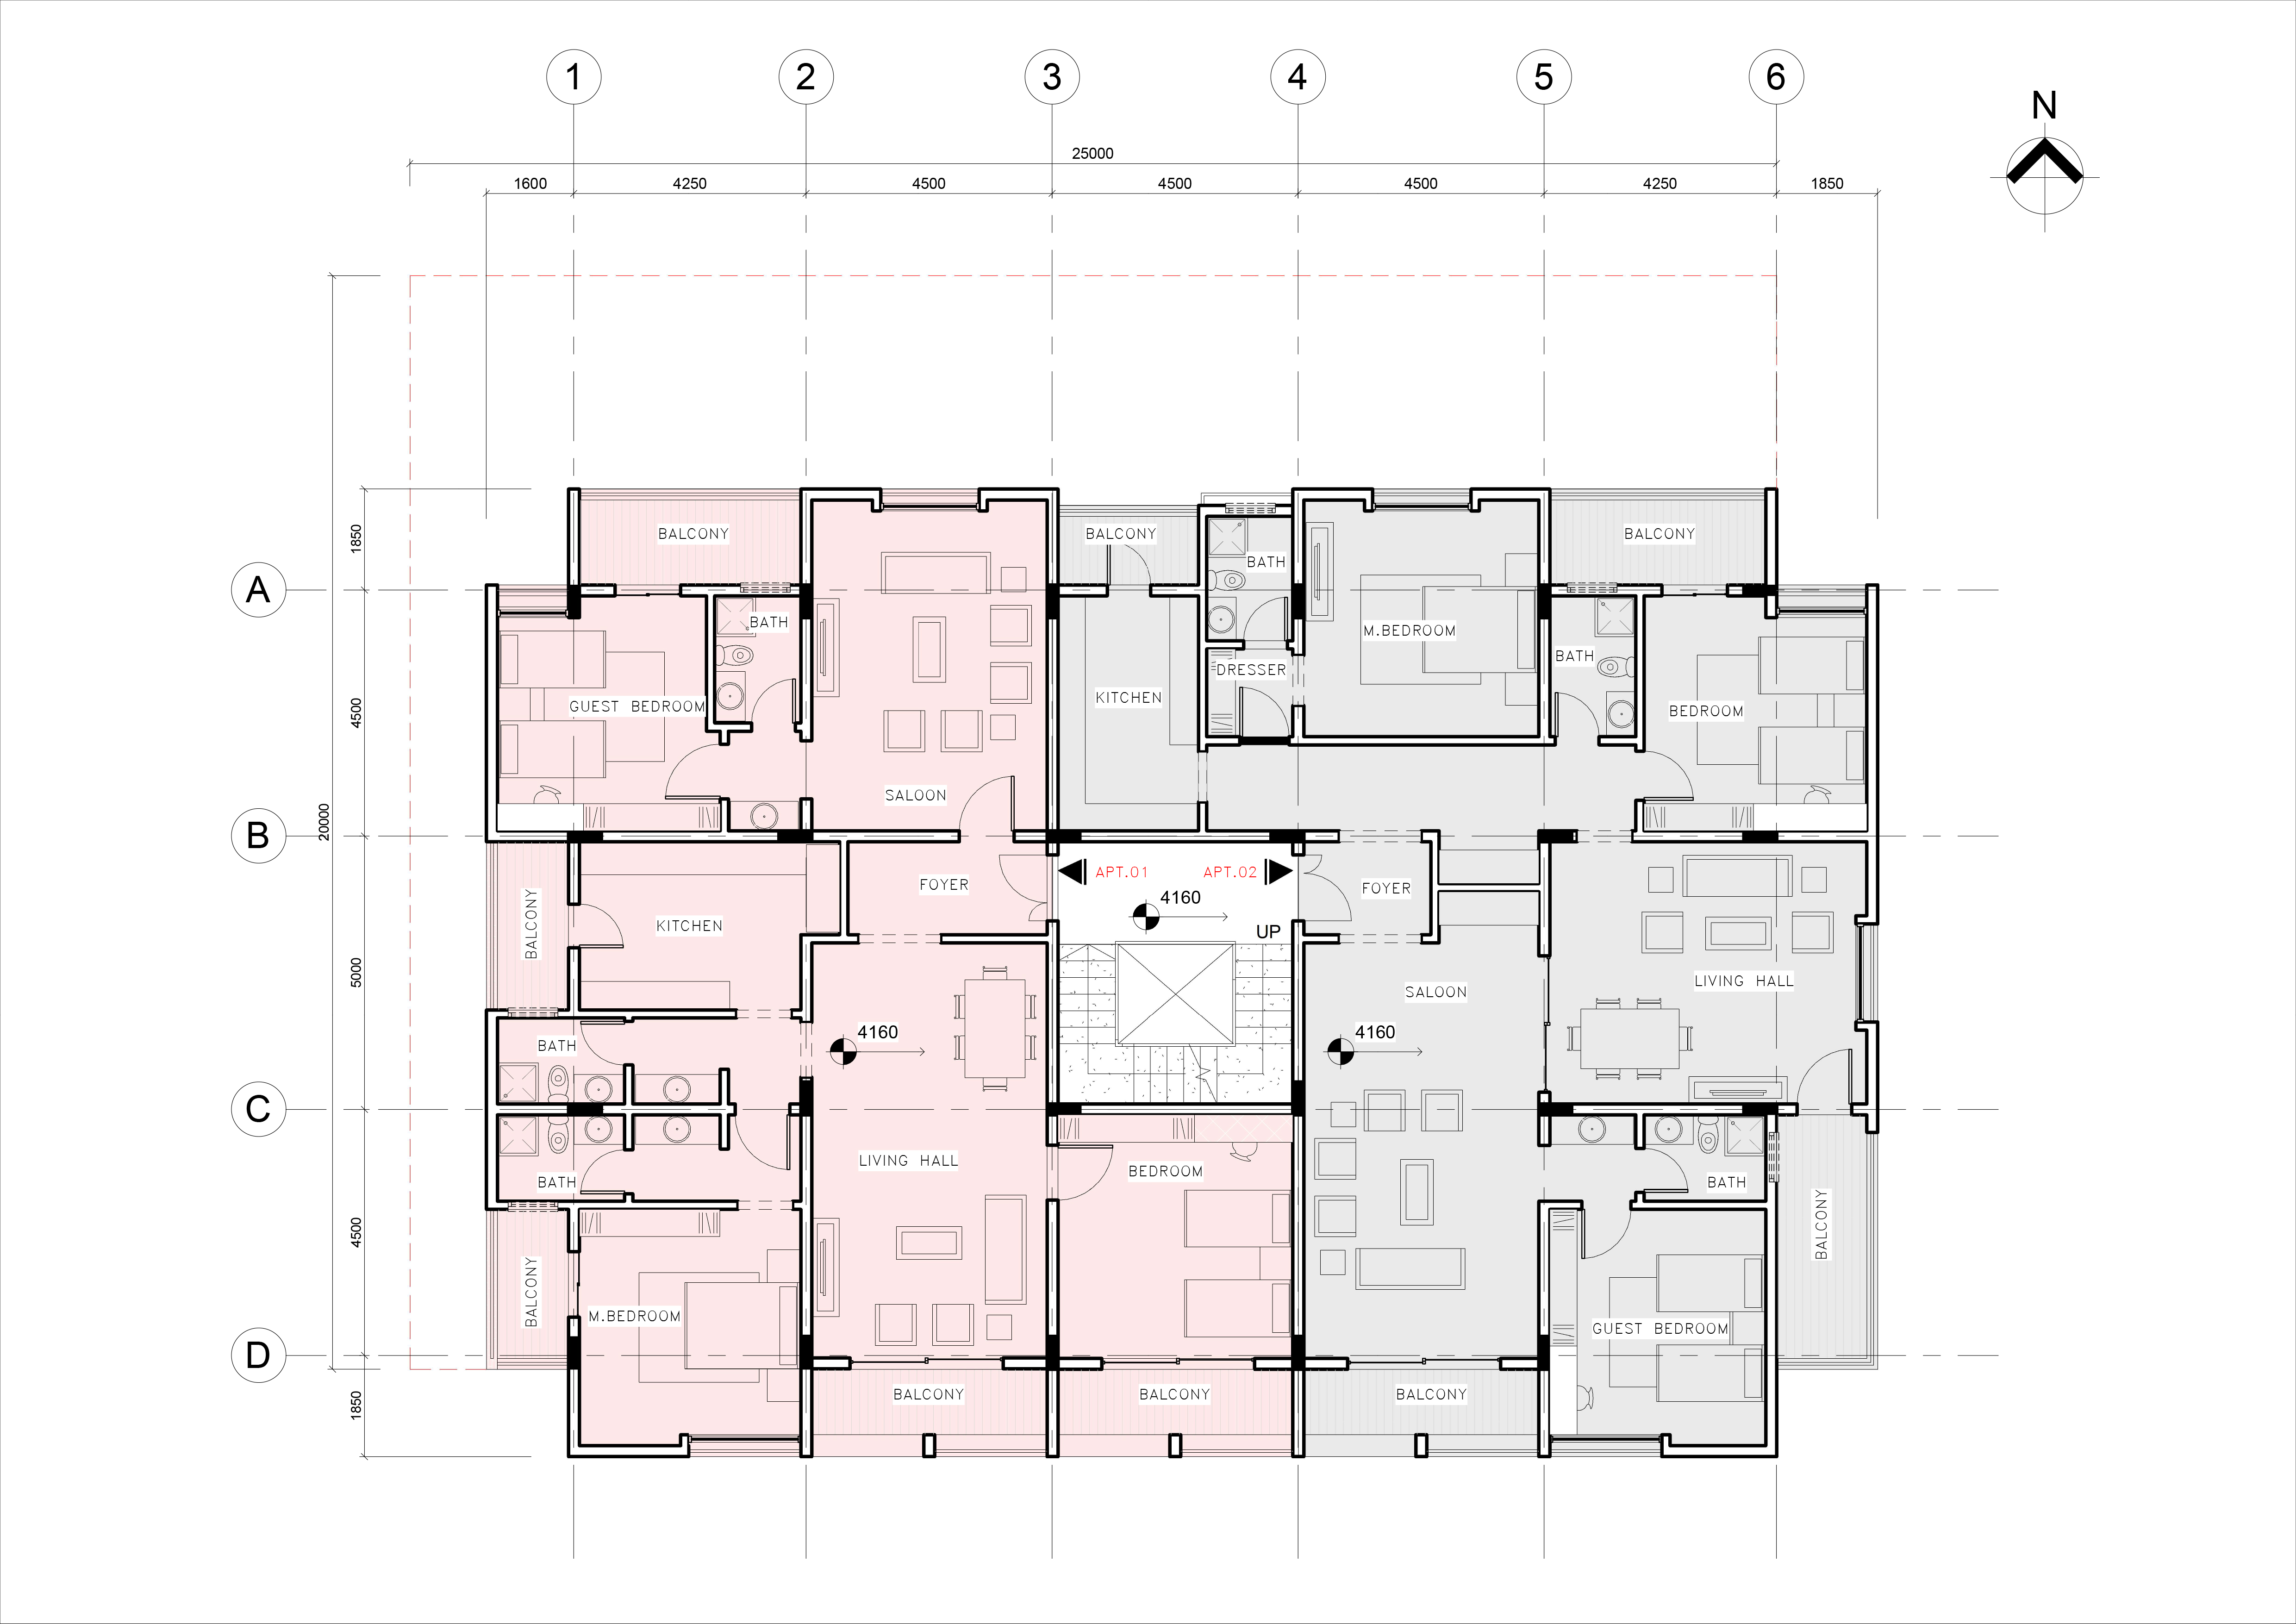 1 2 3 4 5 6
N
25000
1600 4250 4500 4500 4500 4250 1850
1850
A
4500
B
20000
5000
C
4500
D
1850
BALCONY
BALCONY
BALCONY
BATH
BATH
M.BEDROOM
BATH
DRESSER
BATH
GUEST BEDROOM
KITCHEN
BEDROOM
SALOON
APT.01 APT.02
FOYER
FOYER
4160
BALCONY
KITCHEN
UP
LIVING HALL
SALOON
BATH
4160
4160
LIVING HALL
BEDROOM
BATH
BATH
BALCONY
BALCONY
M.BEDROOM
GUEST BEDROOM
BALCONY
BALCONY
BALCONY